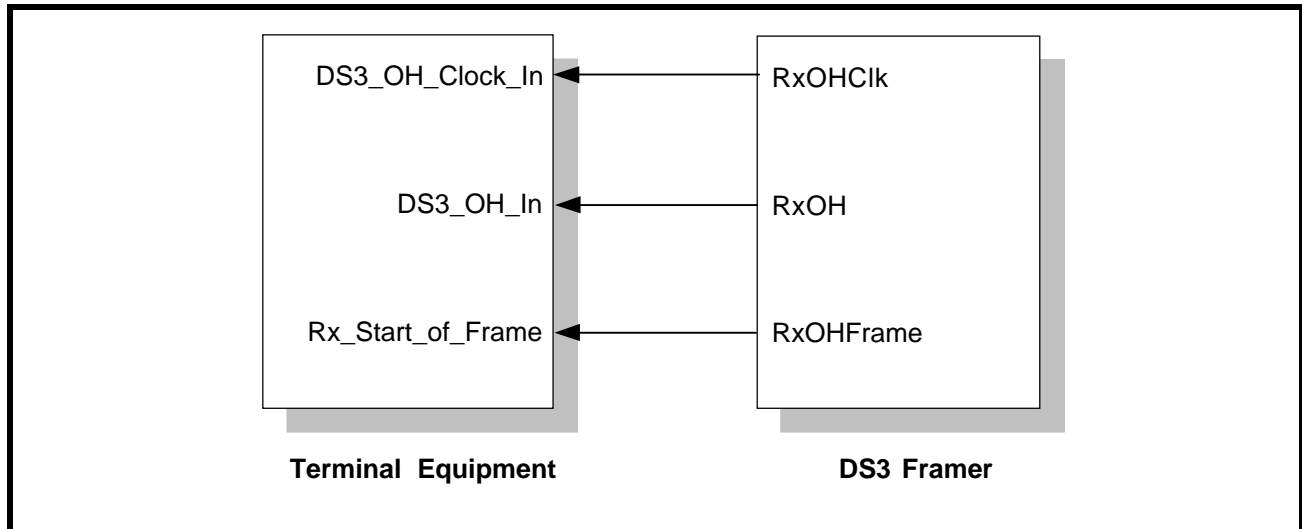 DS3_OH_Clock_In
RxOHClk
DS3_OH_In
RxOH
Rx_Start_of_Frame
RxOHFrame
Terminal Equipment
DS3 Framer